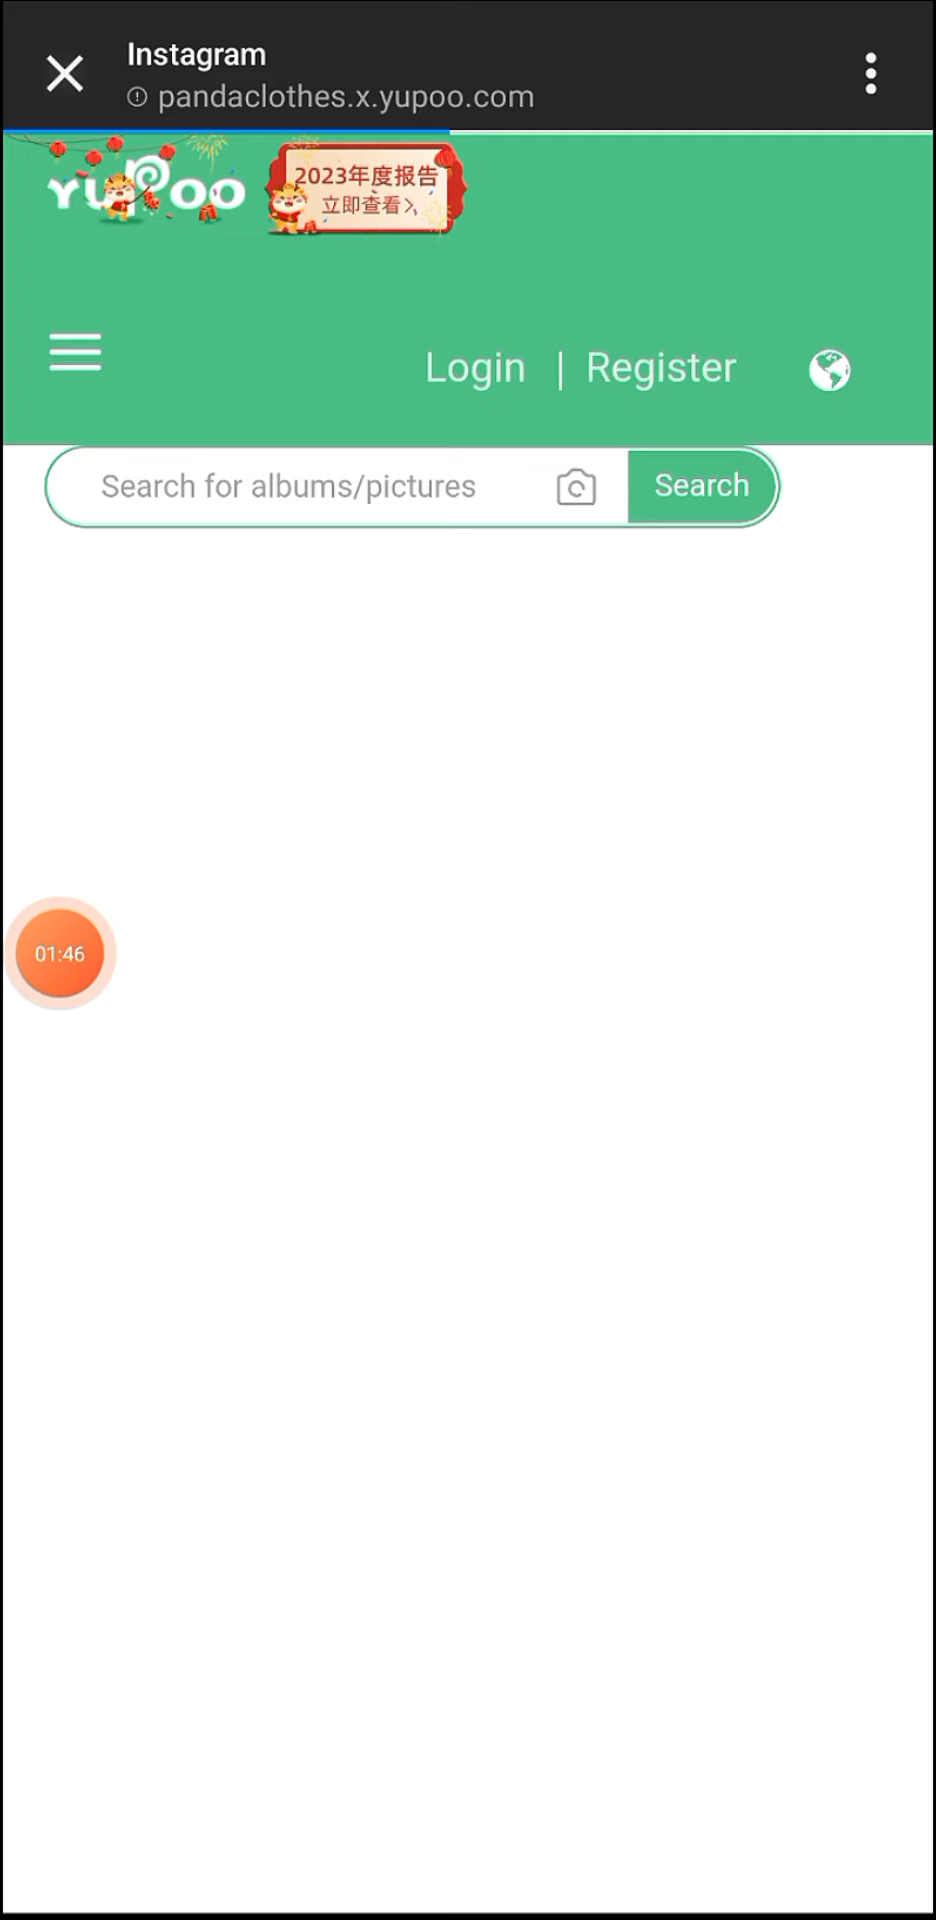 Instagram
pandaclothes.x.yupoo.com
YUPOO
2023年度报告
立即查看>
Login | Register
Search for albums/pictures
Search
01:46